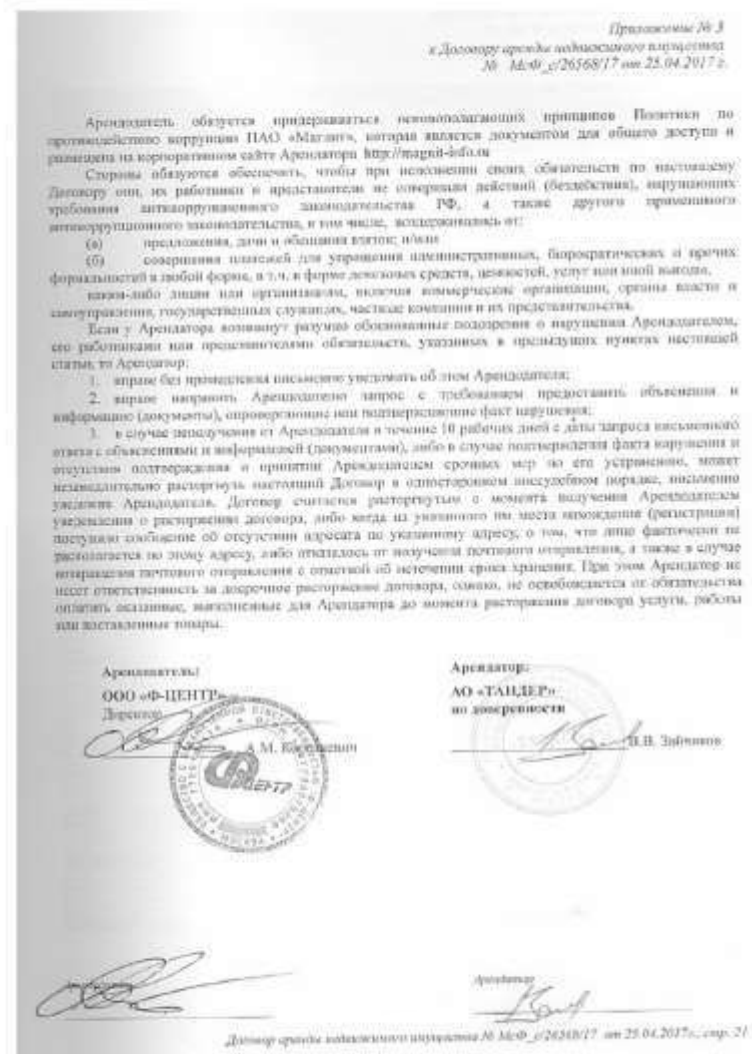 Приложение № 3
к Договору аренды недвижимого имущества
№ МсФ_с/26568/17 от 25.04.2017 г.
Арендодатель обязуется придерживаться основополагающих принципов Политики по
противодействию коррупции ПАО «Магнит», которая является документом для общего доступа и
размещена на корпоративном сайте Арендатора http://magnit-info.ru
Стороны обязуются обеспечить, чтобы при исполнении своих обязательств по настоящему
Договору они, их работники и представители не совершали действий (бездействия), нарушающих
требования антикоррупционного законодательства РФ, а также другого применимого
антикоррупционного законодательства, в том числе, воздерживались от:
(а) предложения, дачи и обещания взяток; и/или
(б) совершения платежей для упрощения административных, бюрократических и прочих
формальностей в любой форме, в т.ч. в форме денежных средств, ценностей, услуг или иной выгоды,
каким-либо лицам или организациям, включая коммерческие организации, органы власти и
самоуправления, государственных служащих, частные компании и их представительства.
Если у Арендатора возникнут разумно обоснованные подозрения о нарушении Арендодателем,
его работниками или представителями обязательств, указанных в предыдущих пунктах настоящей
статьи, то Арендатор:
1. вправе без промедления письменно уведомить об этом Арендодателя;
2. вправе направить Арендодателю запрос с требованием предоставить объяснения и
информацию (документы), опровергающие или подтверждающие факт нарушения;
3. в случае неполучения от Арендодателя в течение 10 рабочих дней с даты запроса письменного
ответа с объяснениями и информацией (документами), либо в случае подтверждения факта нарушения и
отсутствия подтверждения о принятии Арендодателем срочных мер по его устранению, может
незамедлительно расторгнуть настоящий Договор в одностороннем внесудебном порядке, письменно
уведомив Арендодателя. Договор считается расторгнутым с момента получения Арендодателем
уведомления о расторжении договора, либо когда из указанного им места нахождения (регистрации)
поступило сообщение об отсутствии адресата по указанному адресу, о том, что лицо фактически не
располагается по этому адресу, либо отказалось от получения почтового отправления, а также в случае
возвращения почтового отправления с отметкой об истечении срока хранения. При этом Арендатор не
несет ответственность за досрочное расторжение договора, однако, не освобождается от обязательства
оплатить оказанные, выполненные для Арендатора до момента расторжения договора услуги, работы
или поставленные товары.
Арендодатель:
ООО «Ф-ЦЕНТР»
Директор
А.М.
Арендатор:
АО «ТАНДЕР»
по доверенности
В.В. Зайчиков
ЦЕНТР
Арендатор
Договор аренды недвижимого имущества № МсФ_с/26568/17 от 25.04.2017г., стр. 21